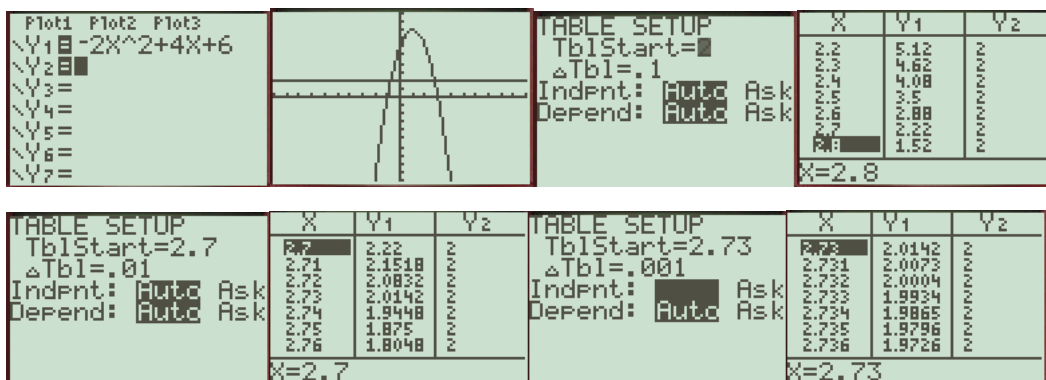 Plot1 Plot2 Plot3
\Y1=-2X^2+4X+6
\Y2=
\Y3=
\Y4=
\Y5=
\Y6=
\Y7=
TABLE SETUP
TblStart=
△Tbl=.1
Indpnt: Auto Ask
Depend: Auto Ask
X Y1 Y2
2.2 5.12 2
2.3 4.62 2
2.4 4.08 2
2.5 3.5 2
2.6 2.88 2
2.7 2.22 2
2.8 1.52 2
X=2.8
TABLE SETUP
TblStart=2.7
△Tbl=.01
Indpnt: Auto Ask
Depend: Auto Ask
X Y1 Y2
2.7 2.22 2
2.71 2.1518 2
2.72 2.0832 2
2.73 2.0142 2
2.74 1.9448 2
2.75 1.875 2
2.76 1.8048 2
X=2.7
TABLE SETUP
TblStart=2.73
△Tbl=.001
Indpnt: Ask
Depend: Auto Ask
X Y1 Y2
2.73 2.0142 2
2.731 2.0073 2
2.732 2.0004 2
2.733 1.9934 2
2.734 1.9865 2
2.735 1.9796 2
2.736 1.9726 2
X=2.73